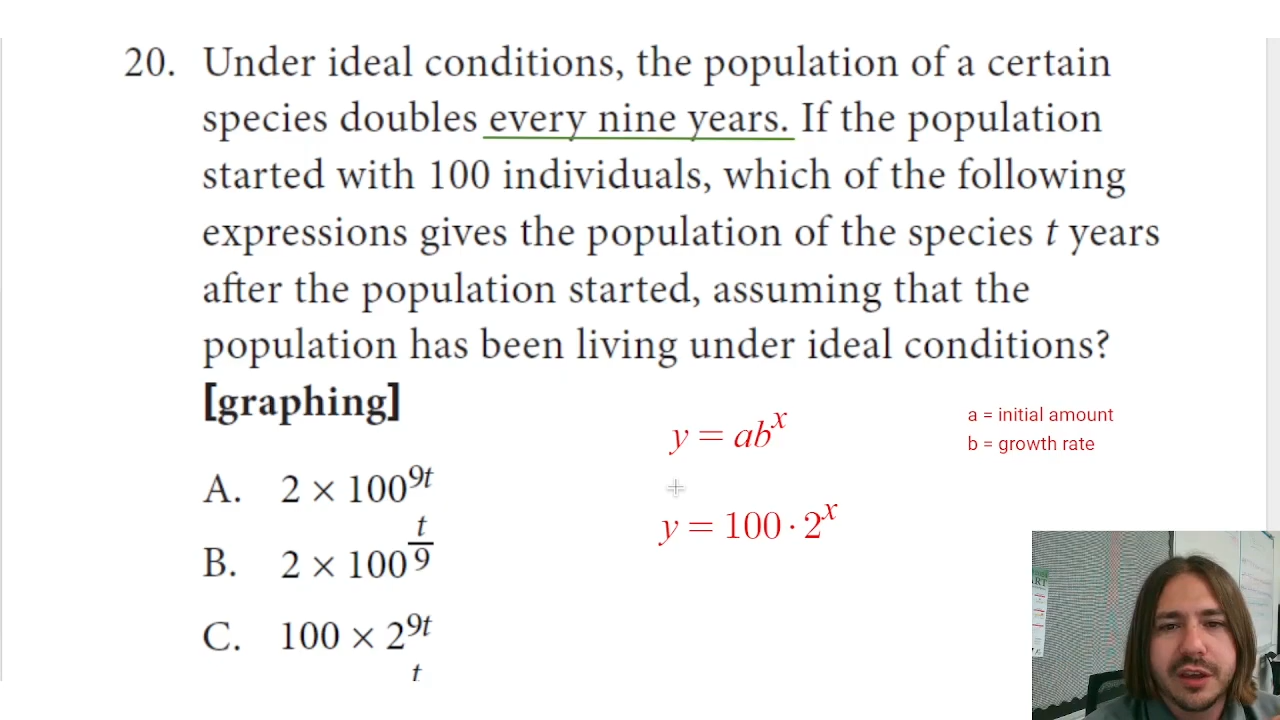 20. Under ideal conditions, the population of a certain
species doubles every nine years. If the population
started with 100 individuals, which of the following
expressions gives the population of the species t years
after the population started, assuming that the
population has been living under ideal conditions?
[graphing]
y = ab^x
a = initial amount
b = growth rate
A. 2 × 100^{9t}
y = 100 · 2^x
B. 2 × 100^{t/9}
C. 100 × 2^{9t}
t